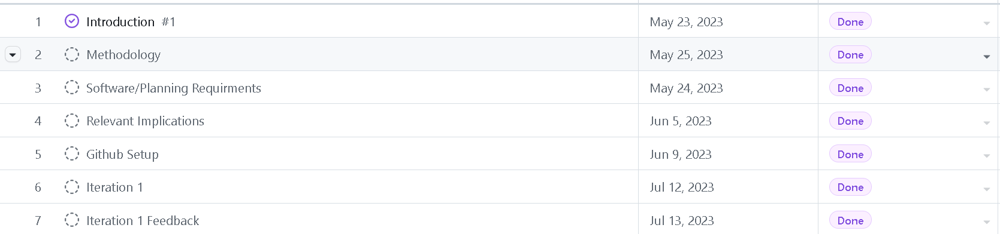 1 Introduction #1 May 23, 2023 Done
2 Methodology May 25, 2023 Done
3 Software/Planning Requirments May 24, 2023 Done
4 Relevant Implications Jun 5, 2023 Done
5 Github Setup Jun 9, 2023 Done
6 Iteration 1 Jul 12, 2023 Done
7 Iteration 1 Feedback Jul 13, 2023 Done